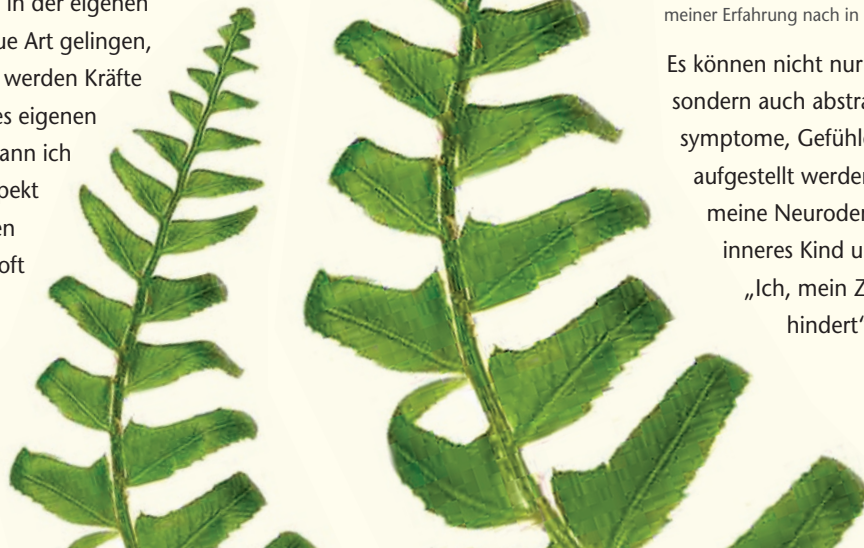 in der eigenen
ue Art gelingen,
werden Kräfte
es eigenen
ann ich
pekt
en
oft
meiner Erfahrung nach in
Es können nicht nur
sondern auch abstra
symptome, Gefühle
aufgestellt werden
meine Neuroder
inneres Kind u
„Ich, mein Z
hindert“